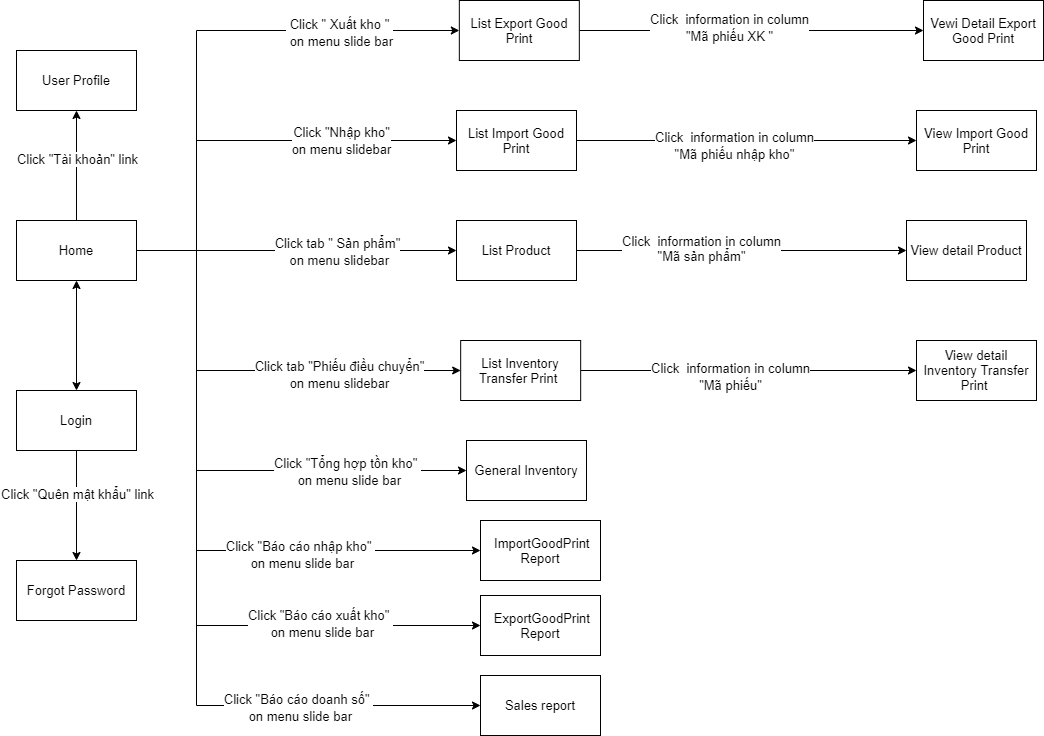 Click " Xuất kho "
on menu slide bar
List Export Good
Print
Click  information in column
"Mã phiếu XK "
Vewi Detail Export
Good Print
User Profile
Click "Tài khoản" link
Click "Nhập kho"
on menu slidebar
List Import Good
Print
Click  information in column
"Mã phiếu nhập kho"
View Import Good
Print
Home
Click tab " Sản phẩm"
on menu slidebar
List Product
Click  information in column
"Mã sản phẩm"
View detail Product
Click tab "Phiếu điều chuyển"
on menu slidebar
List Inventory
Transfer Print
Click  information in column
"Mã phiếu"
View detail
Inventory Transfer
Print
Login
Click "Tổng hợp tồn kho"
on menu slide bar
General Inventory
Click "Quên mật khẩu" link
Click "Báo cáo nhập kho"
on menu slide bar
ImportGoodPrint
Report
Forgot Password
Click "Báo cáo xuất kho"
on menu slide bar
ExportGoodPrint
Report
Click "Báo cáo doanh số"
on menu slide bar
Sales report